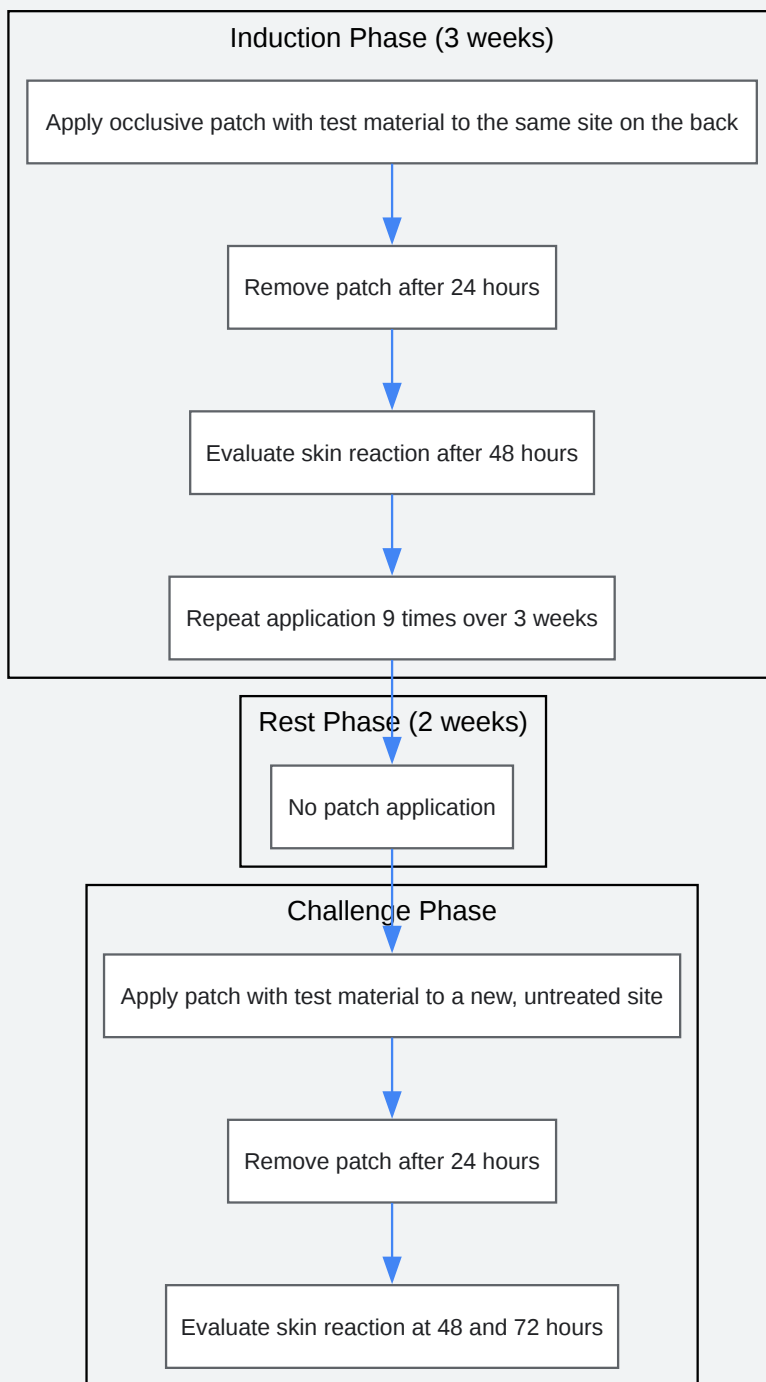 Induction Phase (3 weeks)
Apply occlusive patch with test material to the same site on the back
Remove patch after 24 hours
Evaluate skin reaction after 48 hours
Repeat application 9 times over 3 weeks
Rest Phase (2 weeks)
No patch application
Challenge Phase
Apply patch with test material to a new, untreated site
Remove patch after 24 hours
Evaluate skin reaction at 48 and 72 hours